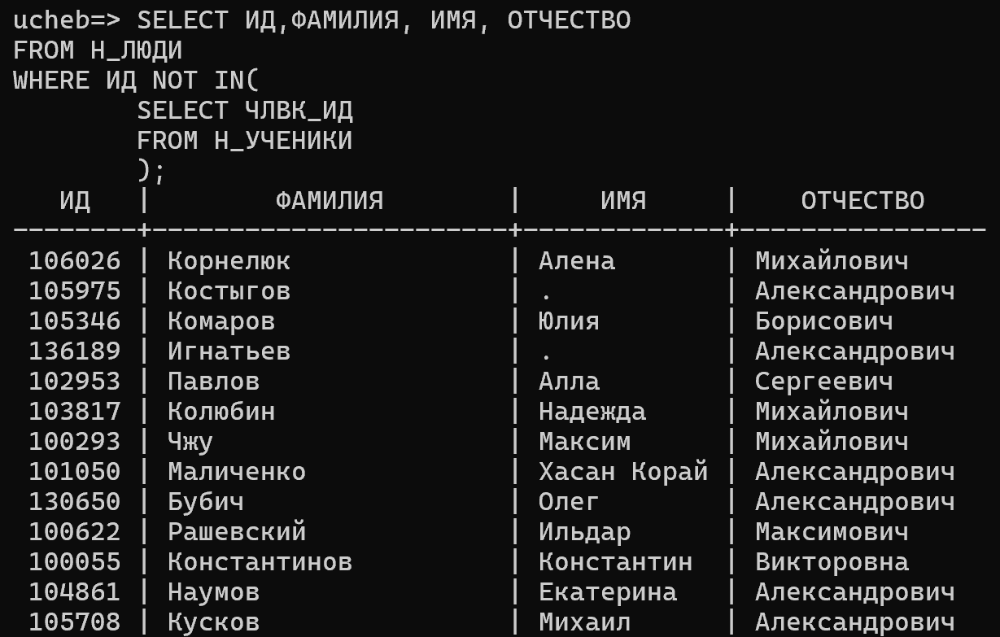 ucheb=> SELECT ИД,ФАМИЛИЯ, ИМЯ, ОТЧЕСТВО
FROM Н_ЛЮДИ
WHERE ИД NOT IN(
        SELECT ЧЛВК_ИД
        FROM Н_УЧЕНИКИ
        );
   ИД   |        ФАМИЛИЯ        |     ИМЯ     |    ОТЧЕСТВО
--------+-----------------------+-------------+----------------
 106026 | Корнелюк              | Алена       | Михайлович
 105975 | Костыгов              | .           | Александрович
 105346 | Комаров               | Юлия        | Борисович
 136189 | Игнатьев              | .           | Александрович
 102953 | Павлов                | Алла        | Сергеевич
 103817 | Колюбин               | Надежда     | Михайлович
 100293 | Чжу                   | Максим      | Михайлович
 101050 | Маличенко             | Хасан Корай | Александрович
 130650 | Бубич                 | Олег        | Александрович
 100622 | Рашевский             | Ильдар      | Максимович
 100055 | Константинов          | Константин  | Викторовна
 104861 | Наумов                | Екатерина   | Александрович
 105708 | Кусков                | Михаил      | Александрович